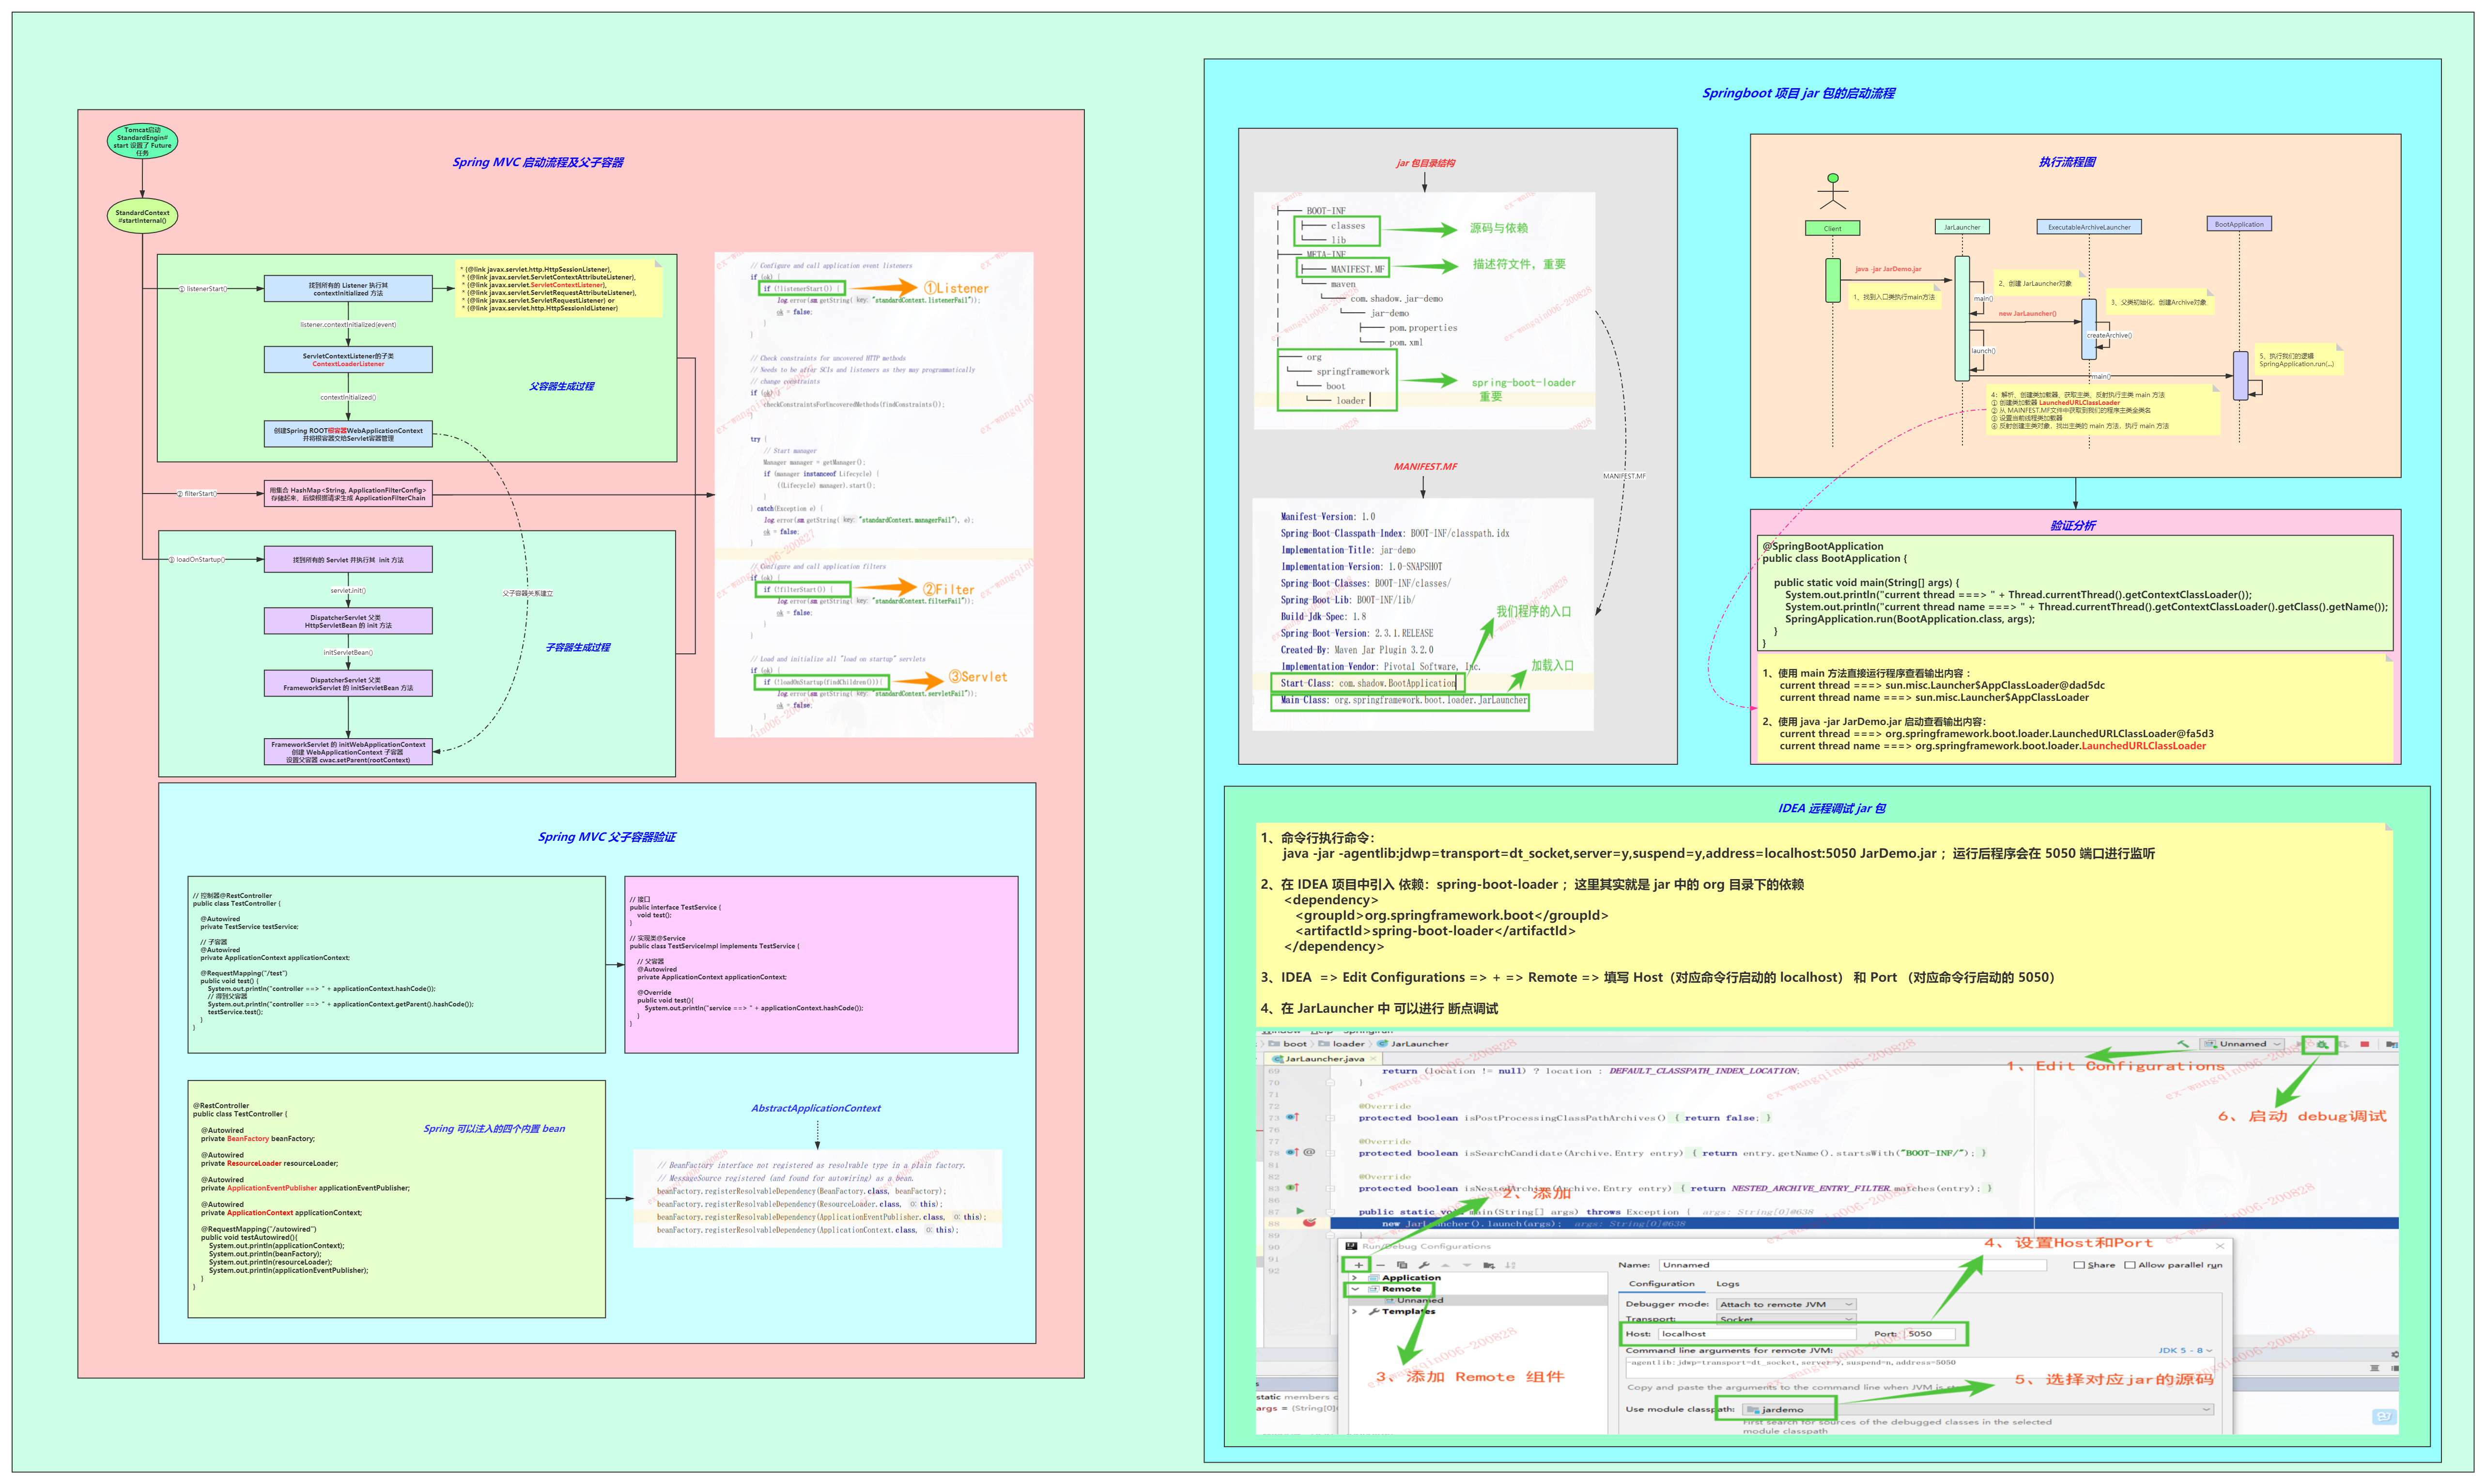 Spring MVC 启动流程及父子容器
Tomcat启动
StandardEngin#
start 设置了 Future
任务
StandardContext
#startInternal()
① listenerStart()
找到所有的 Listener 执行其
contextInitialized 方法
* {@link javax.servlet.http.HttpSessionListener},
* {@link javax.servlet.ServletContextAttributeListener},
* {@link javax.servlet.ServletContextListener},
* {@link javax.servlet.ServletRequestAttributeListener},
* {@link javax.servlet.ServletRequestListener} or
* {@link javax.servlet.http.HttpSessionIdListener}
listener.contextInitialized(event)
ServletContextListener的子类
ContextLoaderListener
父容器生成过程
contextInitialized()
创建Spring ROOT根容器WebApplicationContext
并将根容器交给Servlet容器管理
② filterStart()
用集合 HashMap<String, ApplicationFilterConfig>
存储起来，后续根据请求生成 ApplicationFilterChain
③ loadOnStartup()
找到所有的 Servlet 并执行其 init 方法
servlet.init()
父子容器关系建立
DispatcherServlet 父类
HttpServletBean 的 init 方法
子容器生成过程
initServletBean()
DispatcherServlet 父类
FrameworkServlet 的 initServletBean 方法
FrameworkServlet 的 initWebApplicationContext
创建 WebApplicationContext 子容器
设置父容器 cwac.setParent(rootContext)
// Configure and call application event listeners
if (ok) {
if (!listenerStart()) {
①Listener
log.error(sm.getString( key: "standardContext.listenerFail"));
ok = false;
}
}
// Check constraints for uncovered HTTP methods
// Needs to be after SCIs and listeners as they may programmatically
// change constraints
if (ok) {
checkConstraintsForUncoveredMethods(findConstraints());
}
try {
// Start manager
Manager manager = getManager();
if (manager instanceof Lifecycle) {
((Lifecycle) manager).start();
}
} catch(Exception e) {
log.error(sm.getString( key: "standardContext.managerFail"), e);
ok = false;
}
// Configure and call application filters
if (ok) {
if (!filterStart()) {
②Filter
log.error(sm.getString( key: "standardContext.filterFail"));
ok = false;
}
}
// Load and initialize all "load on startup" servlets
if (ok) {
if (!loadOnStartup(findChildren())){
③Servlet
log.error(sm.getString( key: "standardContext.servletFail"));
ok = false;
}
}
Spring MVC 父子容器验证
// 控制器@RestController
public class TestController {
@Autowired
private TestService testService;
// 子容器
@Autowired
private ApplicationContext applicationContext;
@RequestMapping("/test")
public void test() {
System.out.println("controller ==> " + applicationContext.hashCode());
// 得到父容器
System.out.println("controller ==> " + applicationContext.getParent().hashCode());
testService.test();
}
}
// 接口
public interface TestService {
void test();
}
// 实现类@Service
public class TestServiceImpl implements TestService {
// 父容器
@Autowired
private ApplicationContext applicationContext;
@Override
public void test(){
System.out.println("service ==> " + applicationContext.hashCode());
}
}
@RestController
public class TestController {
Spring 可以注入的四个内置 bean
@Autowired
private BeanFactory beanFactory;
@Autowired
private ResourceLoader resourceLoader;
@Autowired
private ApplicationEventPublisher applicationEventPublisher;
@Autowired
private ApplicationContext applicationContext;
@RequestMapping("/autowired")
public void testAutowired(){
System.out.println(applicationContext);
System.out.println(beanFactory);
System.out.println(resourceLoader);
System.out.println(applicationEventPublisher);
}
}
AbstractApplicationContext
// BeanFactory interface not registered as resolvable type in a plain factory.
// MessageSource registered (and found for autowiring) as a bean.
beanFactory.registerResolvableDependency(BeanFactory.class, beanFactory);
beanFactory.registerResolvableDependency(ResourceLoader.class, o: this);
beanFactory.registerResolvableDependency(ApplicationEventPublisher.class, o: this);
beanFactory.registerResolvableDependency(ApplicationContext.class, o: this);
Springboot 项目 jar 包的启动流程
jar 包目录结构
BOOT-INF
classes
lib
源码与依赖
META-INF
MANIFEST.MF
描述符文件，重要
maven
com.shadow.jar-demo
jar-demo
pom.properties
pom.xml
org
springframework
boot
loader
spring-boot-loader
重要
MANIFEST.MF
MANIFEST.MF
Manifest-Version: 1.0
Spring-Boot-Classpath-Index: BOOT-INF/classpath.idx
Implementation-Title: jar-demo
Implementation-Version: 1.0-SNAPSHOT
Spring-Boot-Classes: BOOT-INF/classes/
Spring-Boot-Lib: BOOT-INF/lib/
Build-Jdk-Spec: 1.8
Spring-Boot-Version: 2.3.1.RELEASE
Created-By: Maven Jar Plugin 3.2.0
Implementation-Vendor: Pivotal Software, Inc.
Start-Class: com.shadow.BootApplication
Main-Class: org.springframework.boot.loader.JarLauncher
我们程序的入口
加载入口
执行流程图
Client
JarLauncher
ExecutableArchiveLauncher
BootApplication
java -jar JarDemo.jar
1、找到入口类执行main方法
main()
2、创建 JarLauncher对象
new JarLauncher()
3、父类初始化，创建Archive对象
createArchive()
launch()
main()
5、执行我们的逻辑
SpringApplication.run(...)
4：解析，创建类加载器，获取主类，反射执行主类 main 方法
① 创建类加载器 LaunchedURLClassLoader
② 从 MAINFEST.MF文件中获取到我们的程序主类全类名
③ 设置当前线程类加载器
④ 反射创建主类对象，找出主类的 main 方法，执行 main 方法
验证分析
@SpringBootApplication
public class BootApplication {
public static void main(String[] args) {
System.out.println("current thread ===> " + Thread.currentThread().getContextClassLoader());
System.out.println("current thread name ===> " + Thread.currentThread().getContextClassLoader().getClass().getName());
SpringApplication.run(BootApplication.class, args);
}
}
1、使用 main 方法直接运行程序查看输出内容：
current thread ===> sun.misc.Launcher$AppClassLoader@dad5dc
current thread name ===> sun.misc.Launcher$AppClassLoader
2、使用 java -jar JarDemo.jar 启动查看输出内容：
current thread ===> org.springframework.boot.loader.LaunchedURLClassLoader@fa5d3
current thread name ===> org.springframework.boot.loader.LaunchedURLClassLoader
IDEA 远程调试 jar 包
1、命令行执行命令：
java -jar -agentlib:jdwp=transport=dt_socket,server=y,suspend=y,address=localhost:5050 JarDemo.jar ；运行后程序会在 5050 端口进行监听
2、在 IDEA 项目中引入 依赖：spring-boot-loader ；这里其实就是 jar 中的 org 目录下的依赖
<dependency>
<groupId>org.springframework.boot</groupId>
<artifactId>spring-boot-loader</artifactId>
</dependency>
3、IDEA => Edit Configurations => + => Remote => 填写 Host（对应命令行启动的 localhost） 和 Port （对应命令行启动的 5050）
4、在 JarLauncher 中 可以进行 断点调试
boot
loader
JarLauncher
Unnamed
JarLauncher.java
1、Edit Configurations
6、启动 debug调试
69 return (location != null) ? location : DEFAULT_CLASSPATH_INDEX_LOCATION;
70 }
71
72 @Override
73 protected boolean isPostProcessingClassPathArchives() { return false; }
76
77 @Override
78 protected boolean isSearchCandidate(Archive.Entry entry) { return entry.getName().startsWith("BOOT-INF/"); }
81
82 @Override
83 protected boolean isNestedArchive(Archive.Entry entry) { return NESTED_ARCHIVE_ENTRY_FILTER.matches(entry); }
86
2、添加
87 public static void main(String[] args) throws Exception { args: String[0]@638
88 new JarLauncher().launch(args); args: String[0]@638
89 }
90
91
92
4、设置Host和Port
Run/Debug Configurations
Application
Remote
Unnamed
Templates
Name: Unnamed
Share
Allow parallel run
Configuration
Logs
Debugger mode: Attach to remote JVM
Transport: Socket
Host: localhost
Port: 5050
Command line arguments for remote JVM:
JDK 5 - 8
-agentlib:jdwp=transport=dt_socket,server=y,suspend=n,address=5050
3、添加 Remote 组件
Copy and paste the arguments to the command line when JVM is
5、选择对应jar的源码
Use module classpath: jardemo
First search for sources of the debugged classes in the selected
module classpath
static members
args = {String[0]